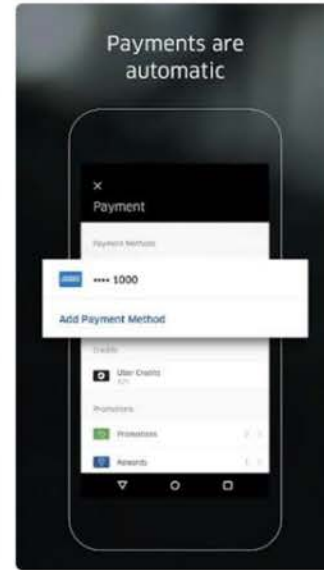 Payments are
automatic
Payment
Payment Methods
•••• 1000
Add Payment Method
Credits
Uber Credits
Promotions
Promotions
Rewards